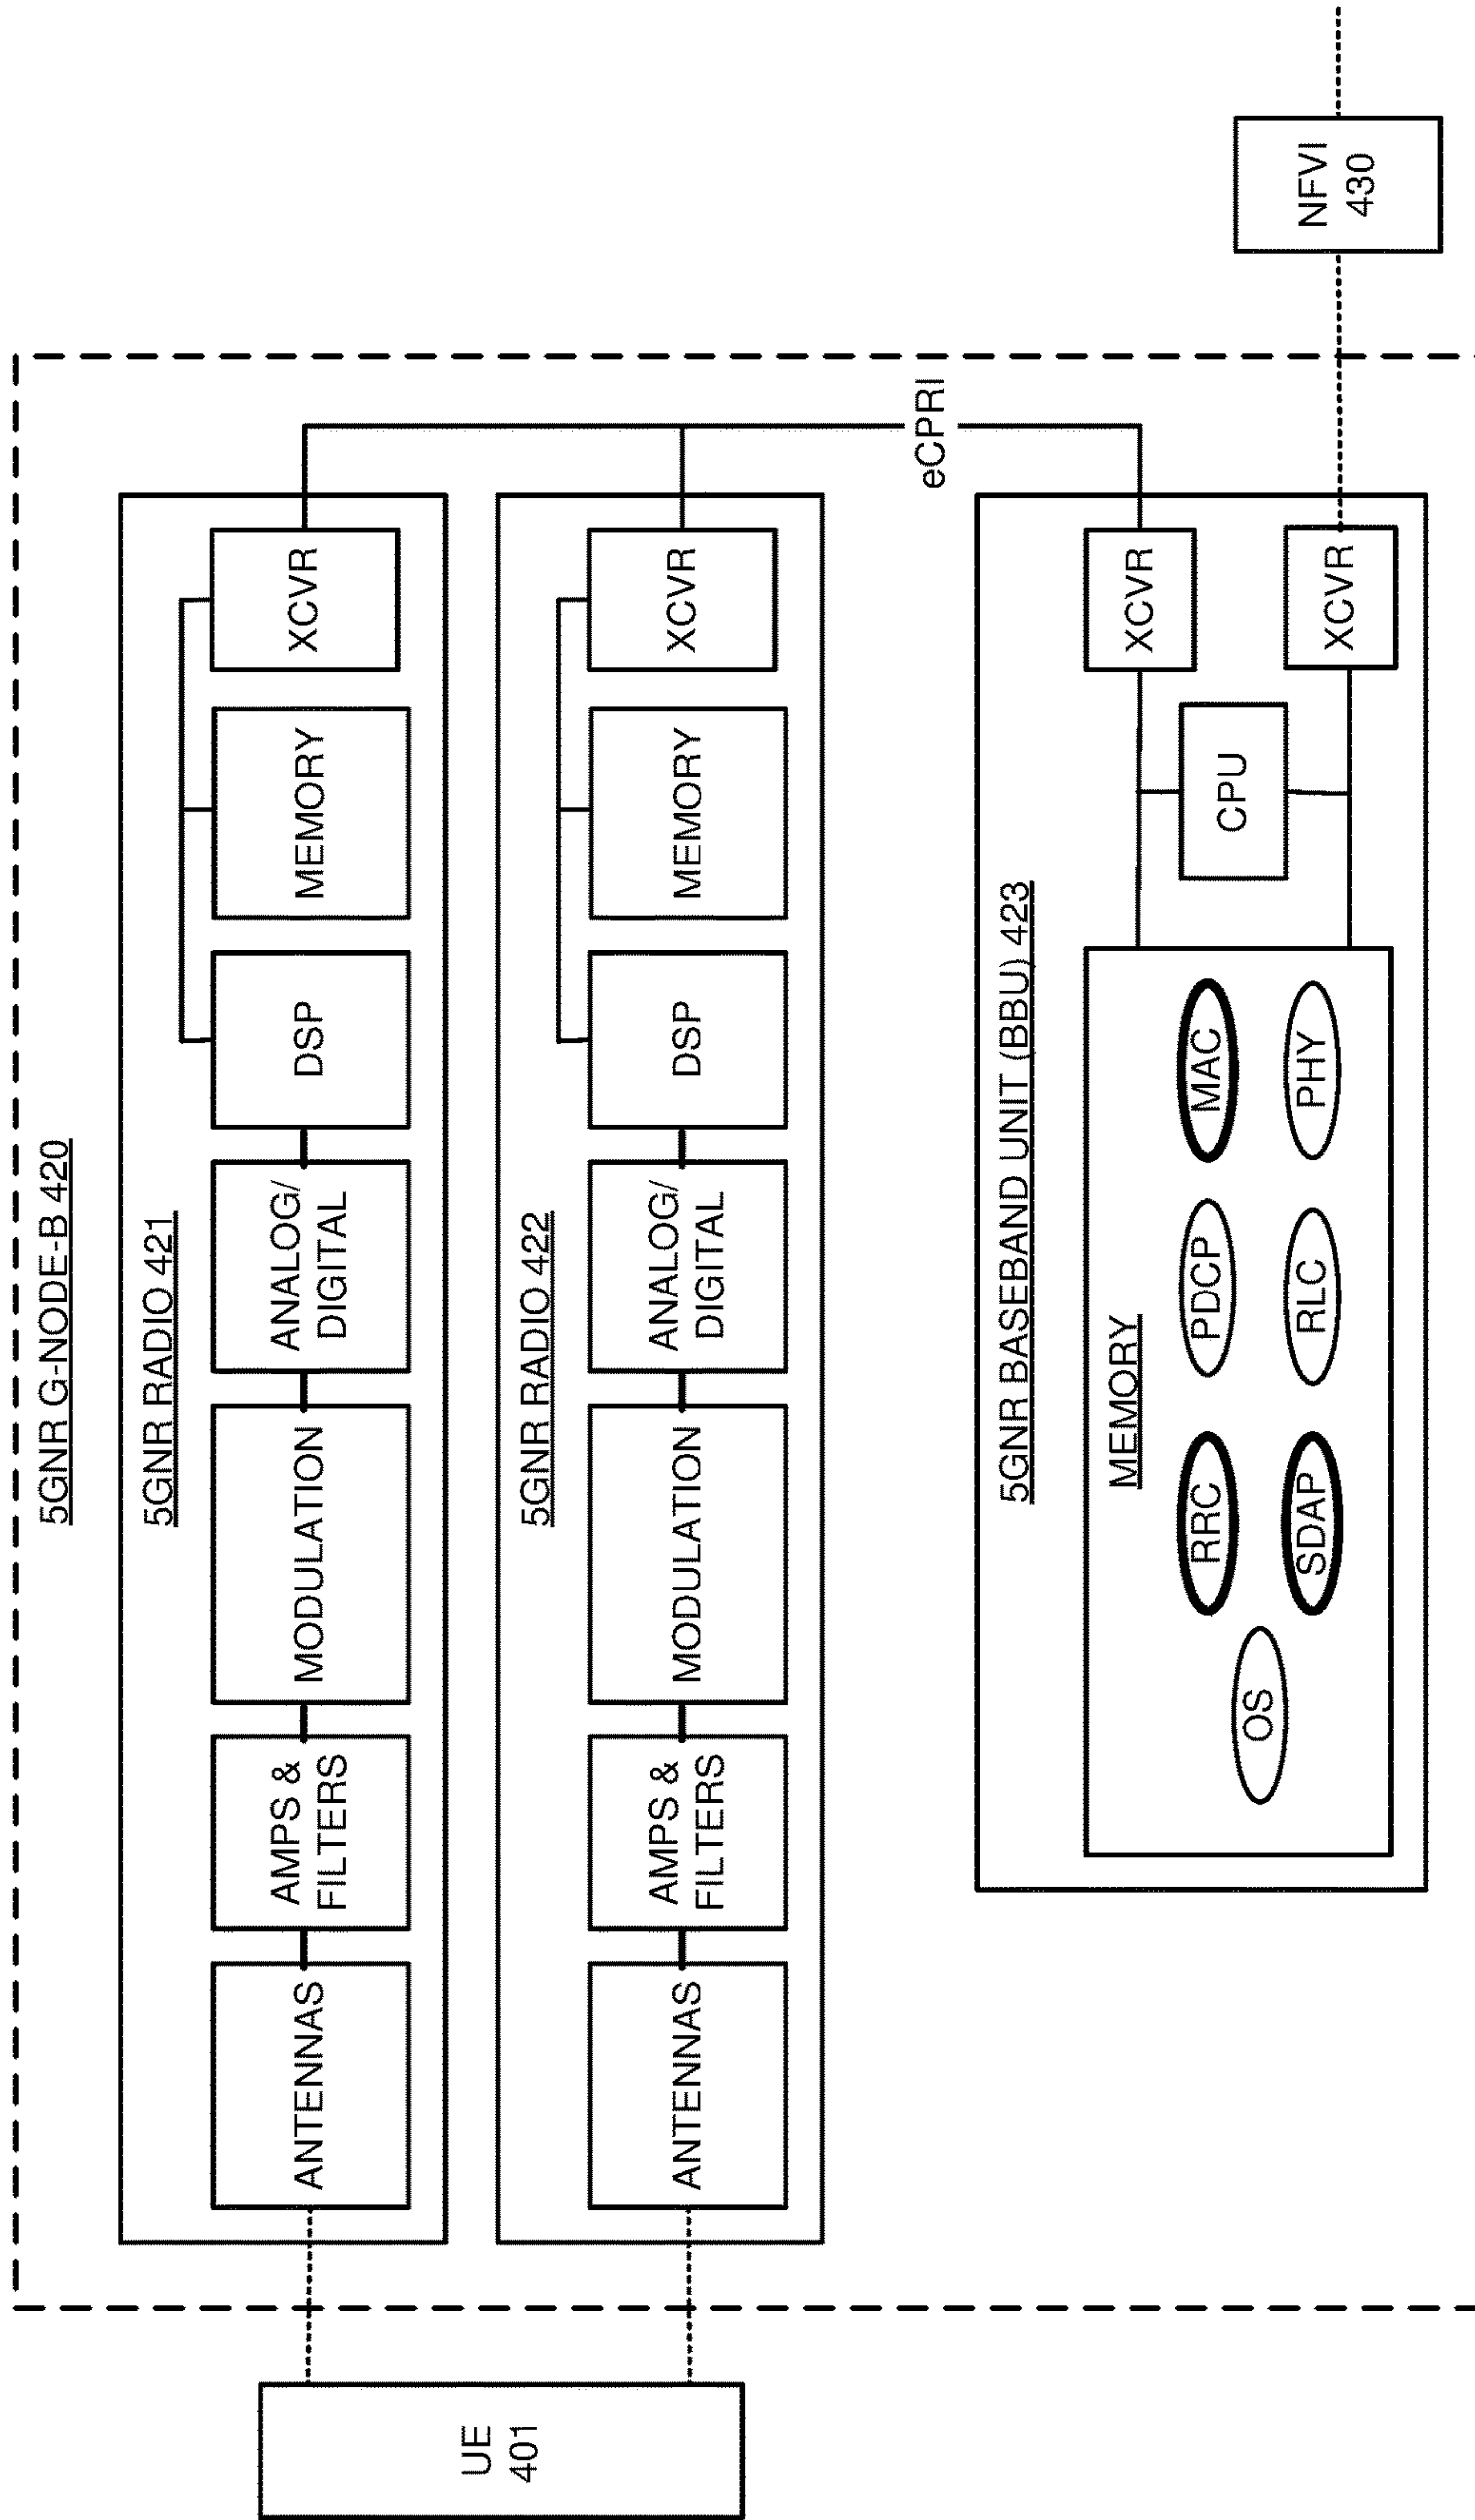 5GNR G-NODE-B 420
5GNR RADIO 421
UE
401
ANTENNAS
AMPS &
FILTERS
MODULATION
ANALOG/
DIGITAL
DSP
MEMORY
XCVR
5GNR RADIO 422
ANTENNAS
AMPS &
FILTERS
MODULATION
ANALOG/
DIGITAL
DSP
MEMORY
XCVR
eCPRI
5GNR BASEBAND UNIT (BBU) 423
MEMORY
OS
RRC
PDCP
MAC
SDAP
RLC
PHY
CPU
XCVR
XCVR
NFVI
430